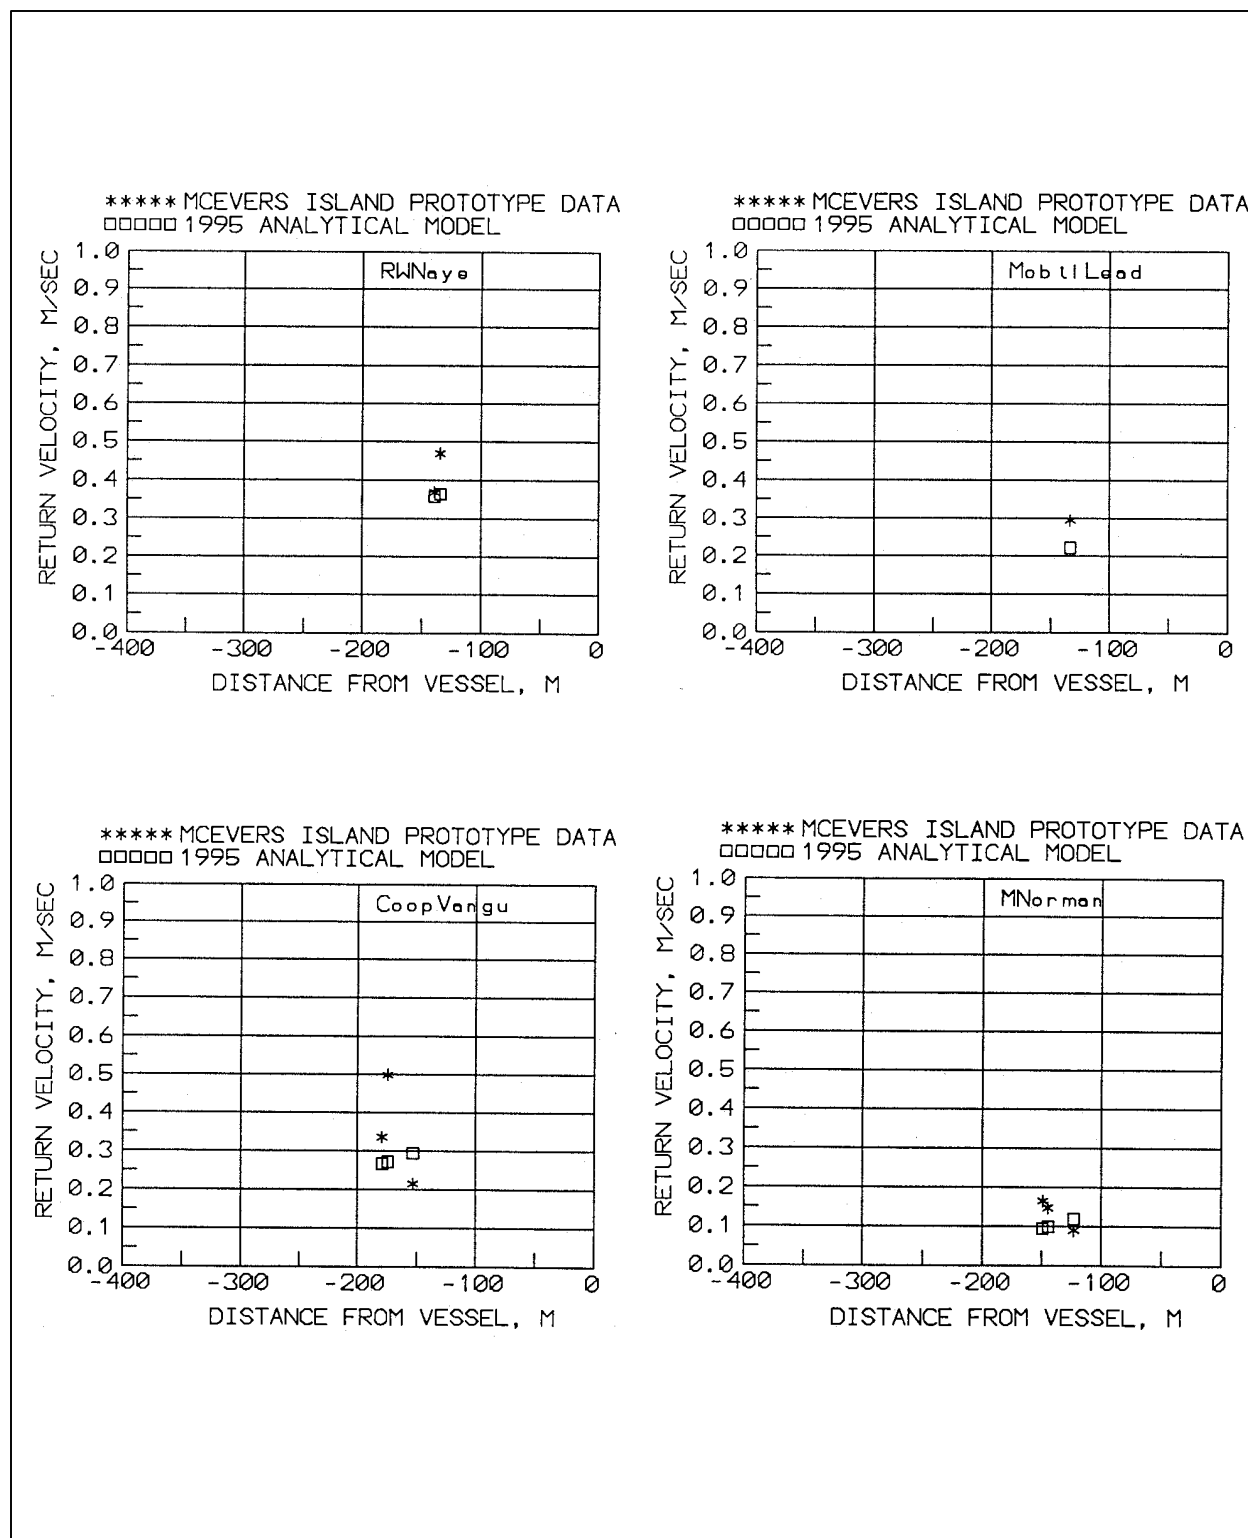 ***** MCEVERS ISLAND PROTOTYPE DATA
□□□□□ 1995 ANALYTICAL MODEL
RWNaye
RETURN VELOCITY, M/SEC
1.0
0.9
0.8
0.7
0.6
0.5
0.4
0.3
0.2
0.1
0.0
-400 -300 -200 -100 0
DISTANCE FROM VESSEL, M
***** MCEVERS ISLAND PROTOTYPE DATA
□□□□□ 1995 ANALYTICAL MODEL
MobilLead
RETURN VELOCITY, M/SEC
1.0
0.9
0.8
0.7
0.6
0.5
0.4
0.3
0.2
0.1
0.0
-400 -300 -200 -100 0
DISTANCE FROM VESSEL, M
***** MCEVERS ISLAND PROTOTYPE DATA
□□□□□ 1995 ANALYTICAL MODEL
CoopVangu
RETURN VELOCITY, M/SEC
1.0
0.9
0.8
0.7
0.6
0.5
0.4
0.3
0.2
0.1
0.0
-400 -300 -200 -100 0
DISTANCE FROM VESSEL, M
***** MCEVERS ISLAND PROTOTYPE DATA
□□□□□ 1995 ANALYTICAL MODEL
MNorman
RETURN VELOCITY, M/SEC
1.0
0.9
0.8
0.7
0.6
0.5
0.4
0.3
0.2
0.1
0.0
-400 -300 -200 -100 0
DISTANCE FROM VESSEL, M